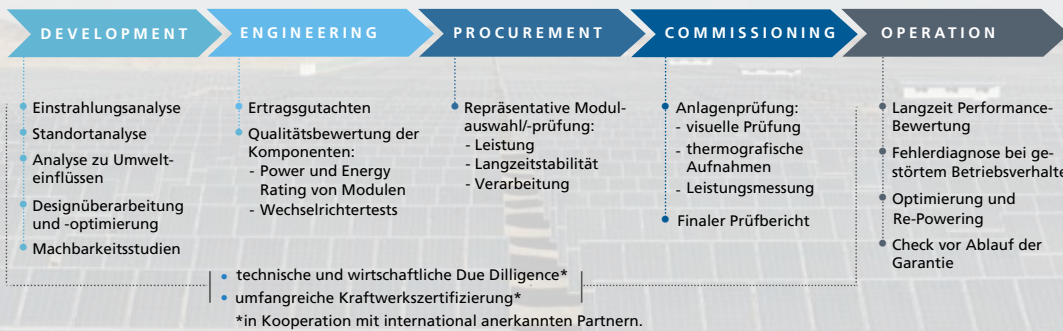 DEVELOPMENT
ENGINEERING
PROCUREMENT
COMMISSIONING
OPERATION
Einstrahlungsanalyse
Standortanalyse
Analyse zu Umwelt-
einflüssen
Designüberarbeitung
und -optimierung
Machbarkeitsstudien
Ertragsgutachten
Qualitätsbewertung der
Komponenten:
- Power und Energy
Rating von Modulen
- Wechselrichtertests
Repräsentative Modul-
auswahl/-prüfung:
- Leistung
- Langzeitstabilität
- Verarbeitung
Anlagenprüfung:
- visuelle Prüfung
- thermografische
Aufnahmen
- Leistungsmessung
Finaler Prüfbericht
Langzeit Performance-
Bewertung
Fehlerdiagnose bei ge-
störtem Betriebsverhalte
Optimierung und
Re-Powering
Check vor Ablauf der
Garantie
technische und wirtschaftliche Due Dilligence*
umfangreiche Kraftwerkszertifizierung*
*in Kooperation mit international anerkannten Partnern.